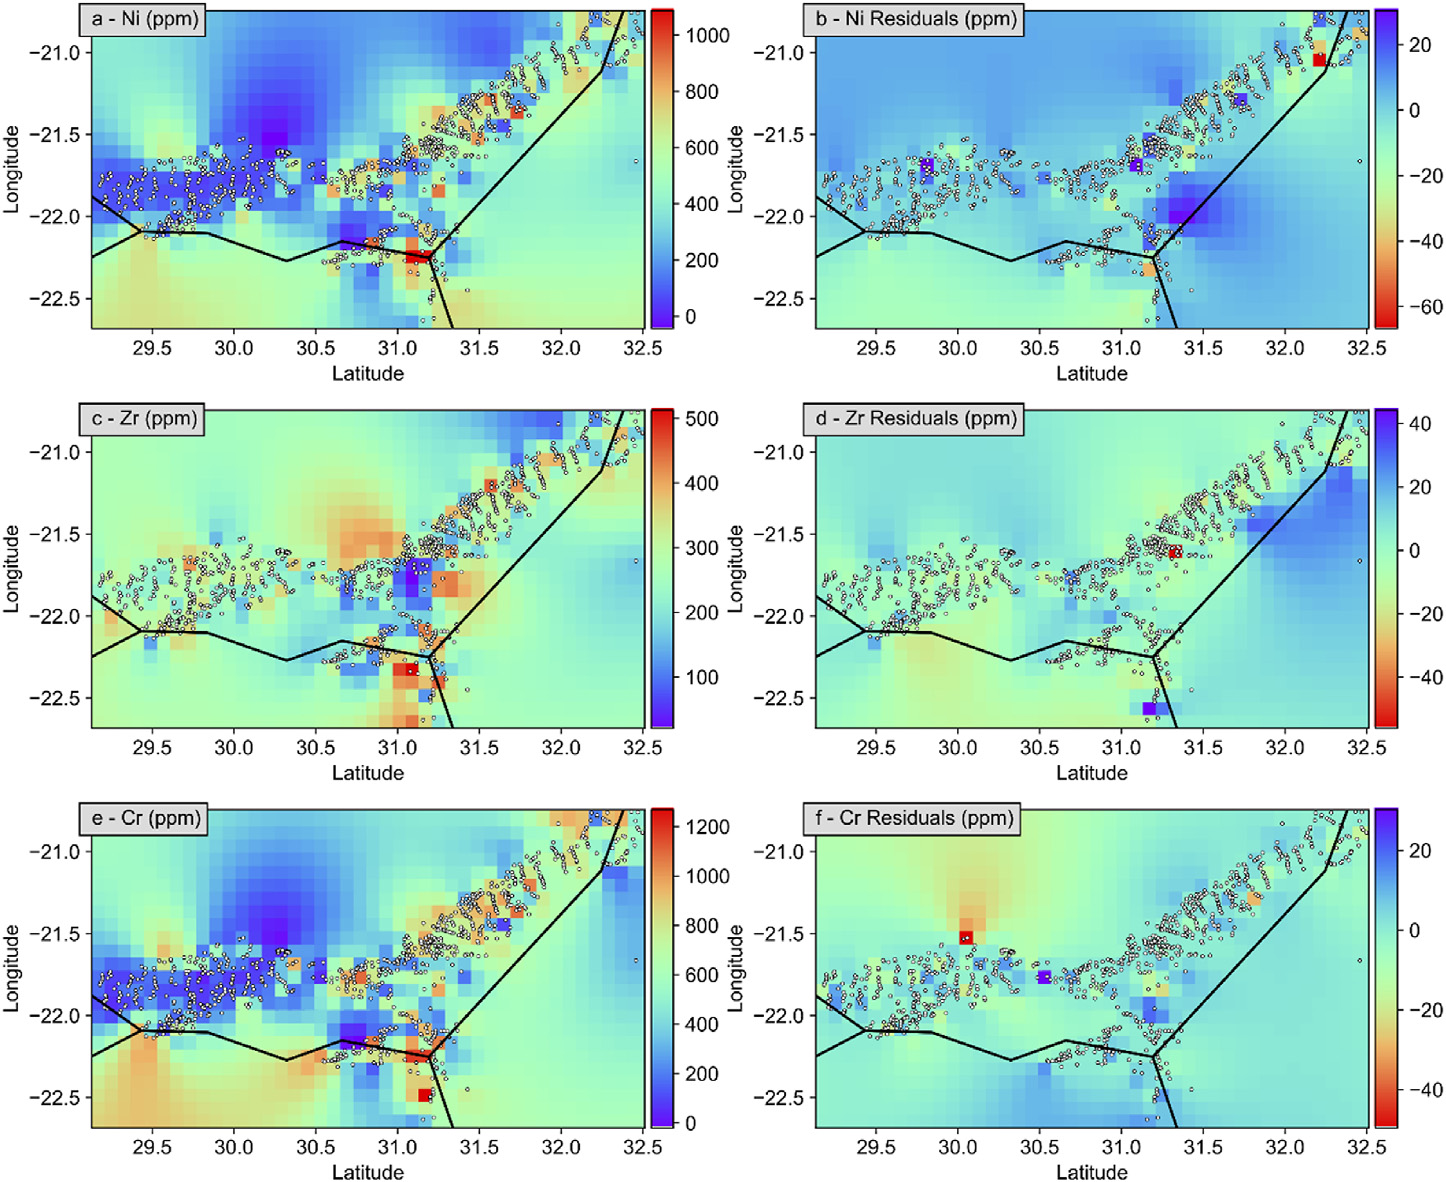 a - Ni (ppm)
−21.0
−21.5
−22.0
−22.5
Longitude
29.5 30.0 30.5 31.0 31.5 32.0 32.5
Latitude
1000
800
600
400
200
0
b - Ni Residuals (ppm)
−21.0
−21.5
−22.0
−22.5
Longitude
29.5 30.0 30.5 31.0 31.5 32.0 32.5
Latitude
20
0
−20
−40
−60
c - Zr (ppm)
−21.0
−21.5
−22.0
−22.5
Longitude
29.5 30.0 30.5 31.0 31.5 32.0 32.5
Latitude
500
400
300
200
100
d - Zr Residuals (ppm)
−21.0
−21.5
−22.0
−22.5
Longitude
29.5 30.0 30.5 31.0 31.5 32.0 32.5
Latitude
40
20
0
−20
−40
e - Cr (ppm)
−21.0
−21.5
−22.0
−22.5
Longitude
29.5 30.0 30.5 31.0 31.5 32.0 32.5
Latitude
1200
1000
800
600
400
200
0
f - Cr Residuals (ppm)
−21.0
−21.5
−22.0
−22.5
Longitude
29.5 30.0 30.5 31.0 31.5 32.0 32.5
Latitude
20
0
−20
−40